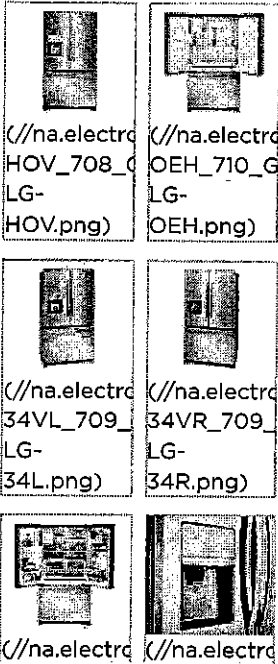 (//na.electro
HOV_708_
LG-
HOV.png)
(//na.electro
OEH_710_G
LG-
OEH.png)
(//na.electro
34VL_709_
LG-
34L.png)
(//na.electro
34VR_709_
LG-
34R.png)
(//na.electro
(//na.electro